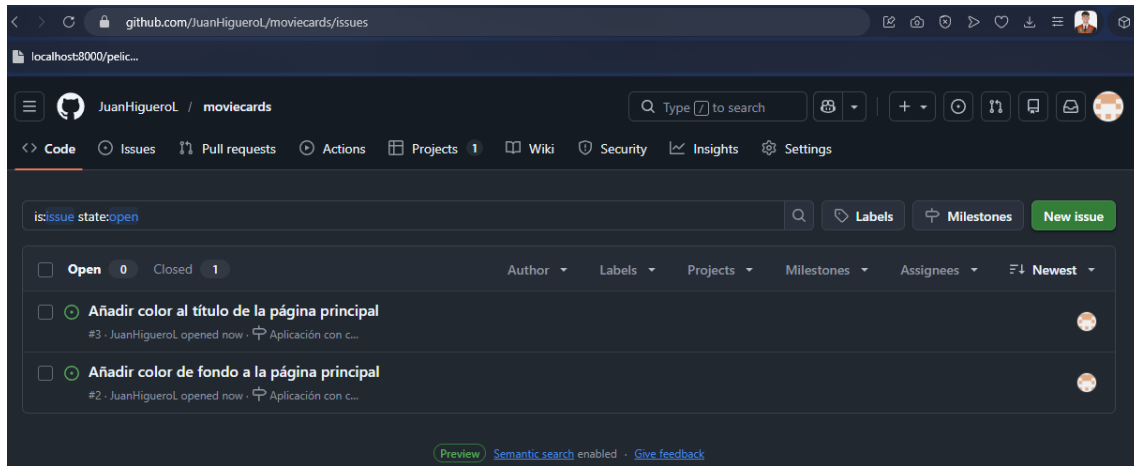 github.com/JuanHigueroL/moviecards/issues
localhost:8000/pelic...
JuanHigueroL / moviecards
Type / to search
Code Issues Pull requests Actions Projects 1 Wiki Security Insights Settings
is:issue state:open
Labels Milestones New issue
Open 0 Closed 1 Author Labels Projects Milestones Assignees Newest
Añadir color al título de la página principal
#3 · JuanHigueroL opened now · Aplicación con c...
Añadir color de fondo a la página principal
#2 · JuanHigueroL opened now · Aplicación con c...
Preview Semantic search enabled · Give feedback